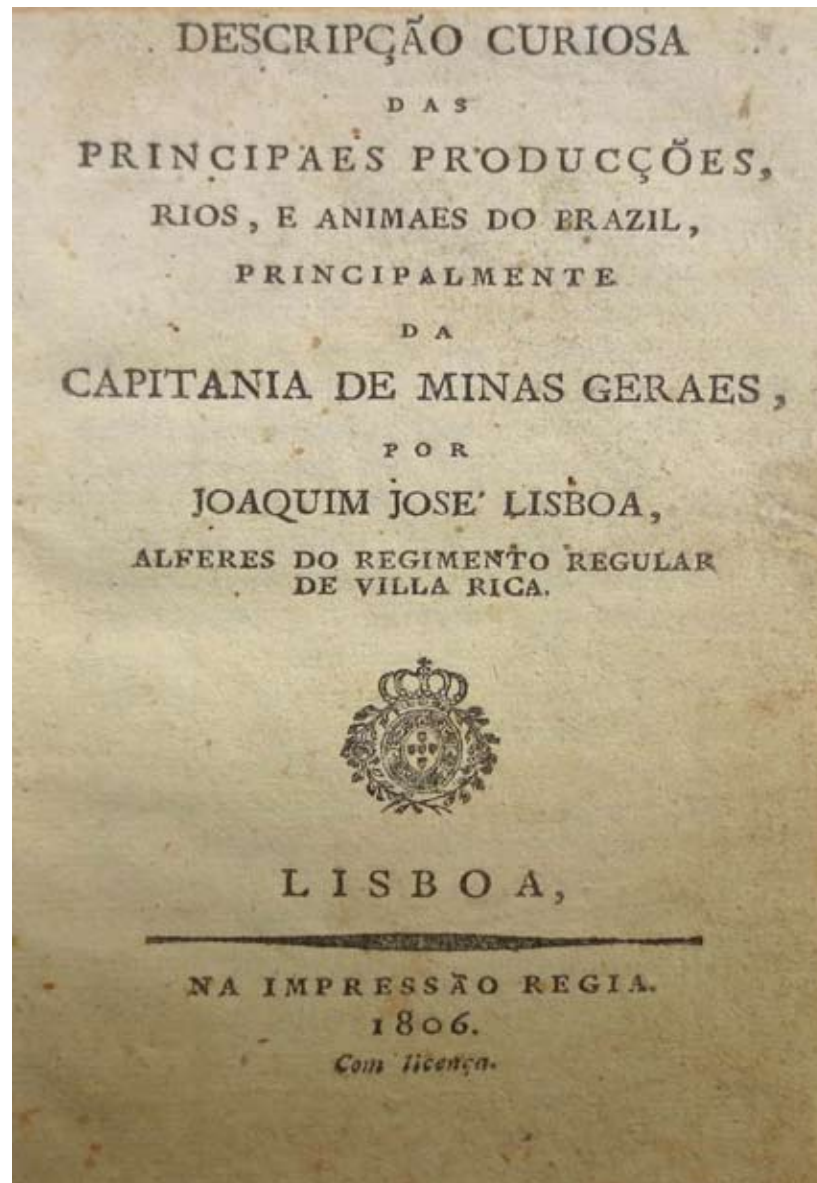 DESCRIPÇÃO CURIOSA
DAS
PRINCIPAES PRODUCÇÕES,
RIOS, E ANIMAES DO BRAZIL,
PRINCIPALMENTE
DA
CAPITANIA DE MINAS GERAES,
POR
JOAQUIM JOSE' LISBOA,
ALFERES DO REGIMENTO REGULAR
DE VILLA RICA.
LISBOA,
NA IMPRESSÃO REGIA.
1806.
Com licença.